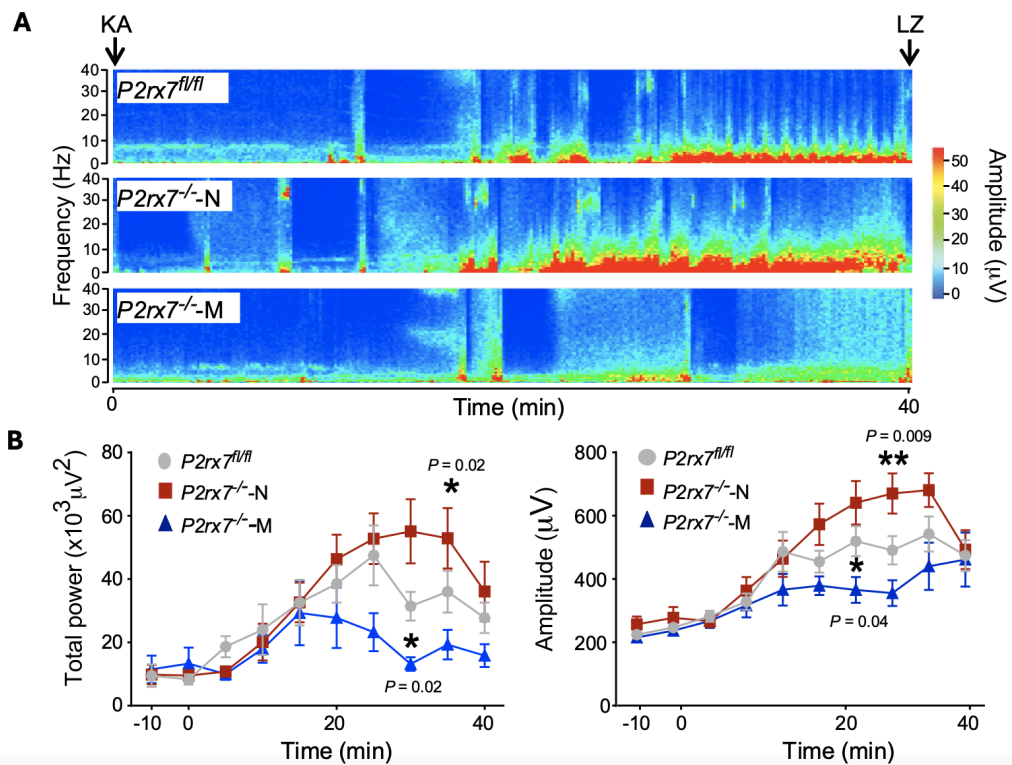 A
KA
LZ
Frequency (Hz)
40
30
20
10
0
P2rx7fl/fl
40
30
20
10
0
P2rx7-/--N
40
30
20
10
0
P2rx7-/--M
50
40
30
20
10
0
Amplitude (μV)
0
Time (min)
40
B
Total power (x10³μV²)
80
60
40
20
0
P2rx7fl/fl
P2rx7-/--N
P2rx7-/--M
P = 0.02
*
*
P = 0.02
-10
0
20
40
Time (min)
Amplitude (μV)
800
600
400
200
0
P2rx7fl/fl
P2rx7-/--N
P2rx7-/--M
P = 0.009
**
*
P = 0.04
-10
0
20
40
Time (min)